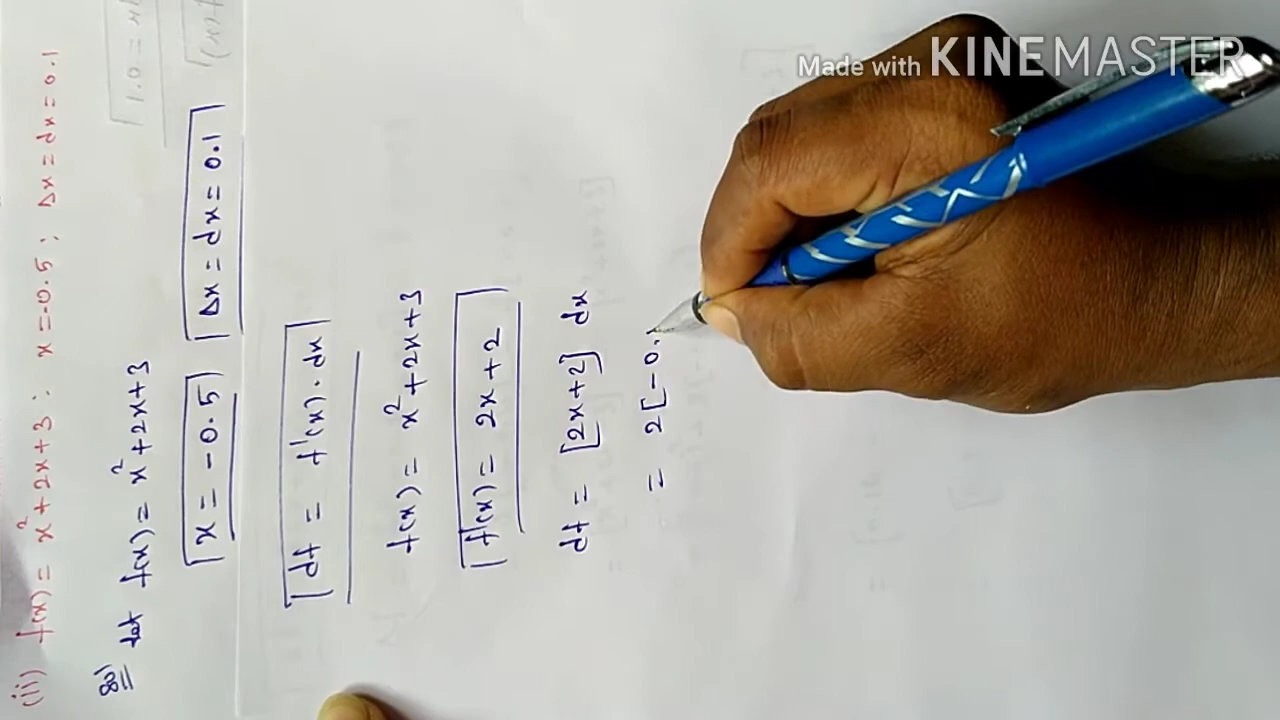 (ii) f(x) = x² + 2x + 3 : x = -0.5 ; Δx = dx = 0.1
Sol Let f(x) = x² + 2x + 3
x = -0.5 Δx = dx = 0.1
df = f'(x) · dx
f(x) = x² + 2x + 3
f'(x) = 2x + 2
df = [2x+2] dx
= 2[-0.
Made with KINEMASTER